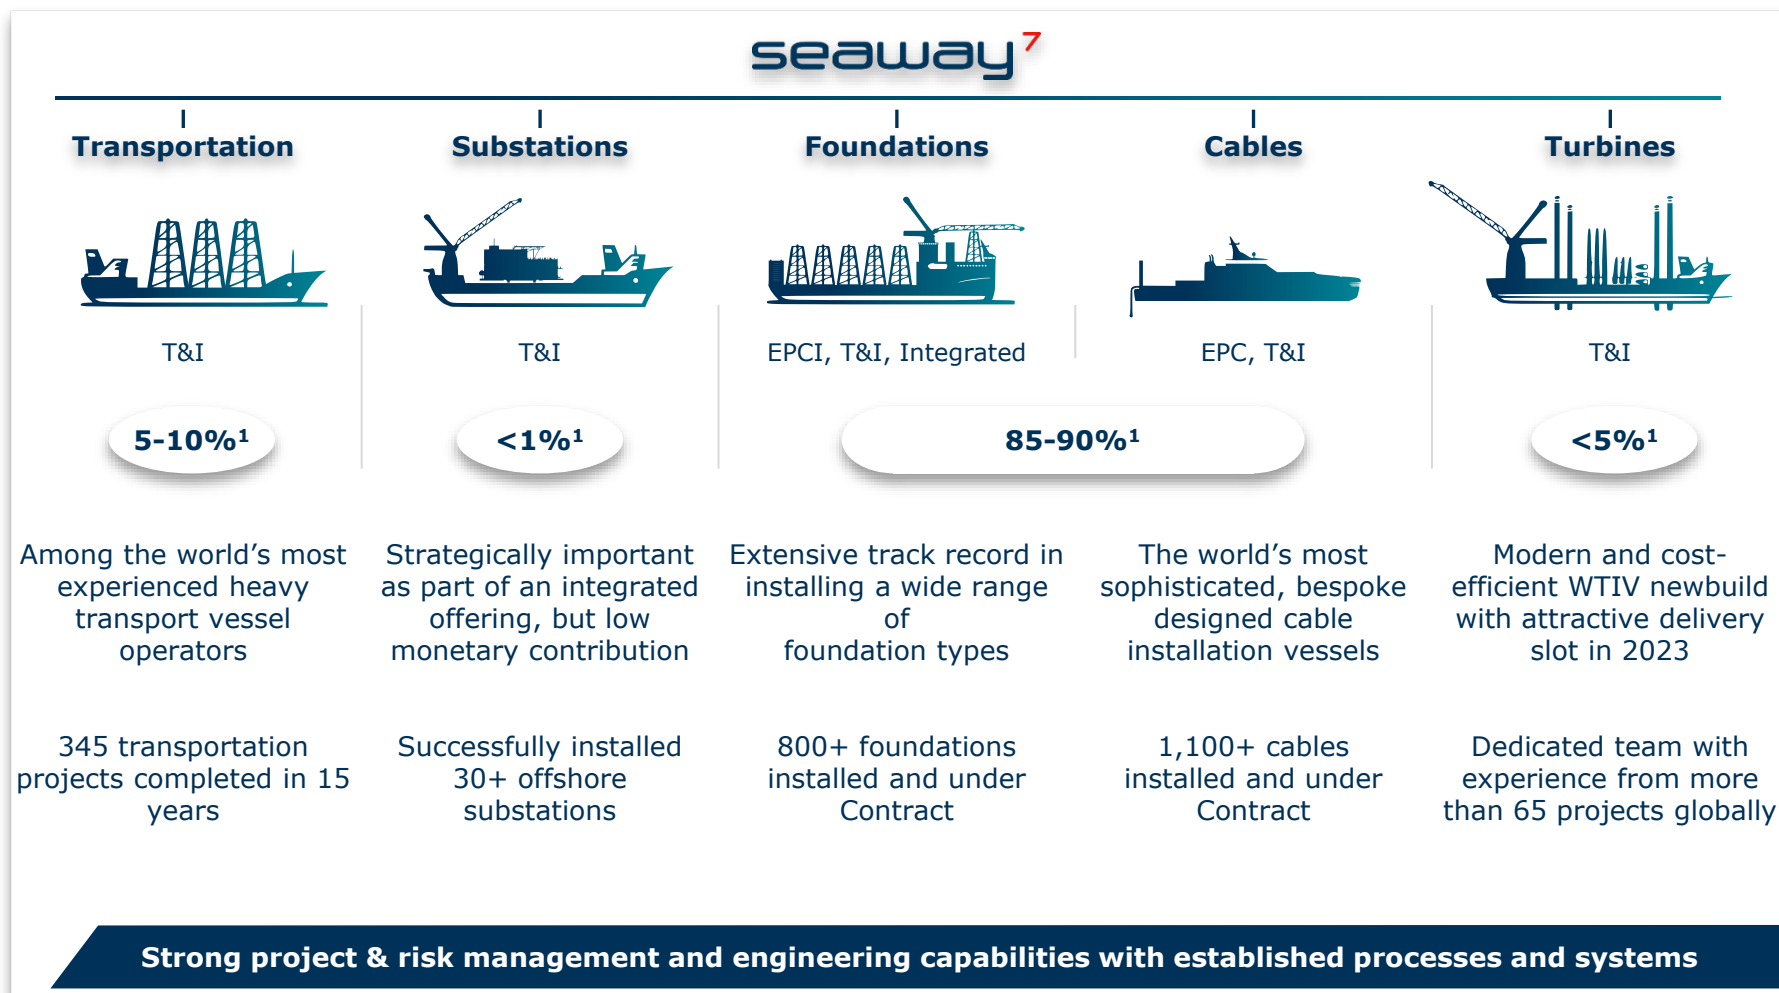 seaway7
Transportation
Substations
Foundations
Cables
Turbines
T&I
T&I
EPCI, T&I, Integrated
EPC, T&I
T&I
5-10%¹
<1%¹
85-90%¹
<5%¹
Among the world’s most
experienced heavy
transport vessel
operators
Strategically important
as part of an integrated
offering, but low
monetary contribution
Extensive track record in
installing a wide range
of
foundation types
The world’s most
sophisticated, bespoke
designed cable
installation vessels
Modern and cost-
efficient WTIV newbuild
with attractive delivery
slot in 2023
345 transportation
projects completed in 15
years
Successfully installed
30+ offshore
substations
800+ foundations
installed and under
Contract
1,100+ cables
installed and under
Contract
Dedicated team with
experience from more
than 65 projects globally
Strong project & risk management and engineering capabilities with established processes and systems